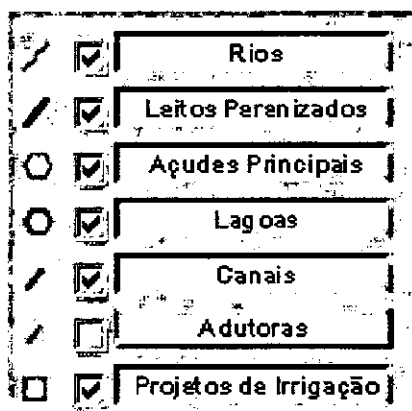 Rios
Leitos Perenizados
Açudes Principais
Lagoas
Canais
Adutoras
Projetos de Irrigação